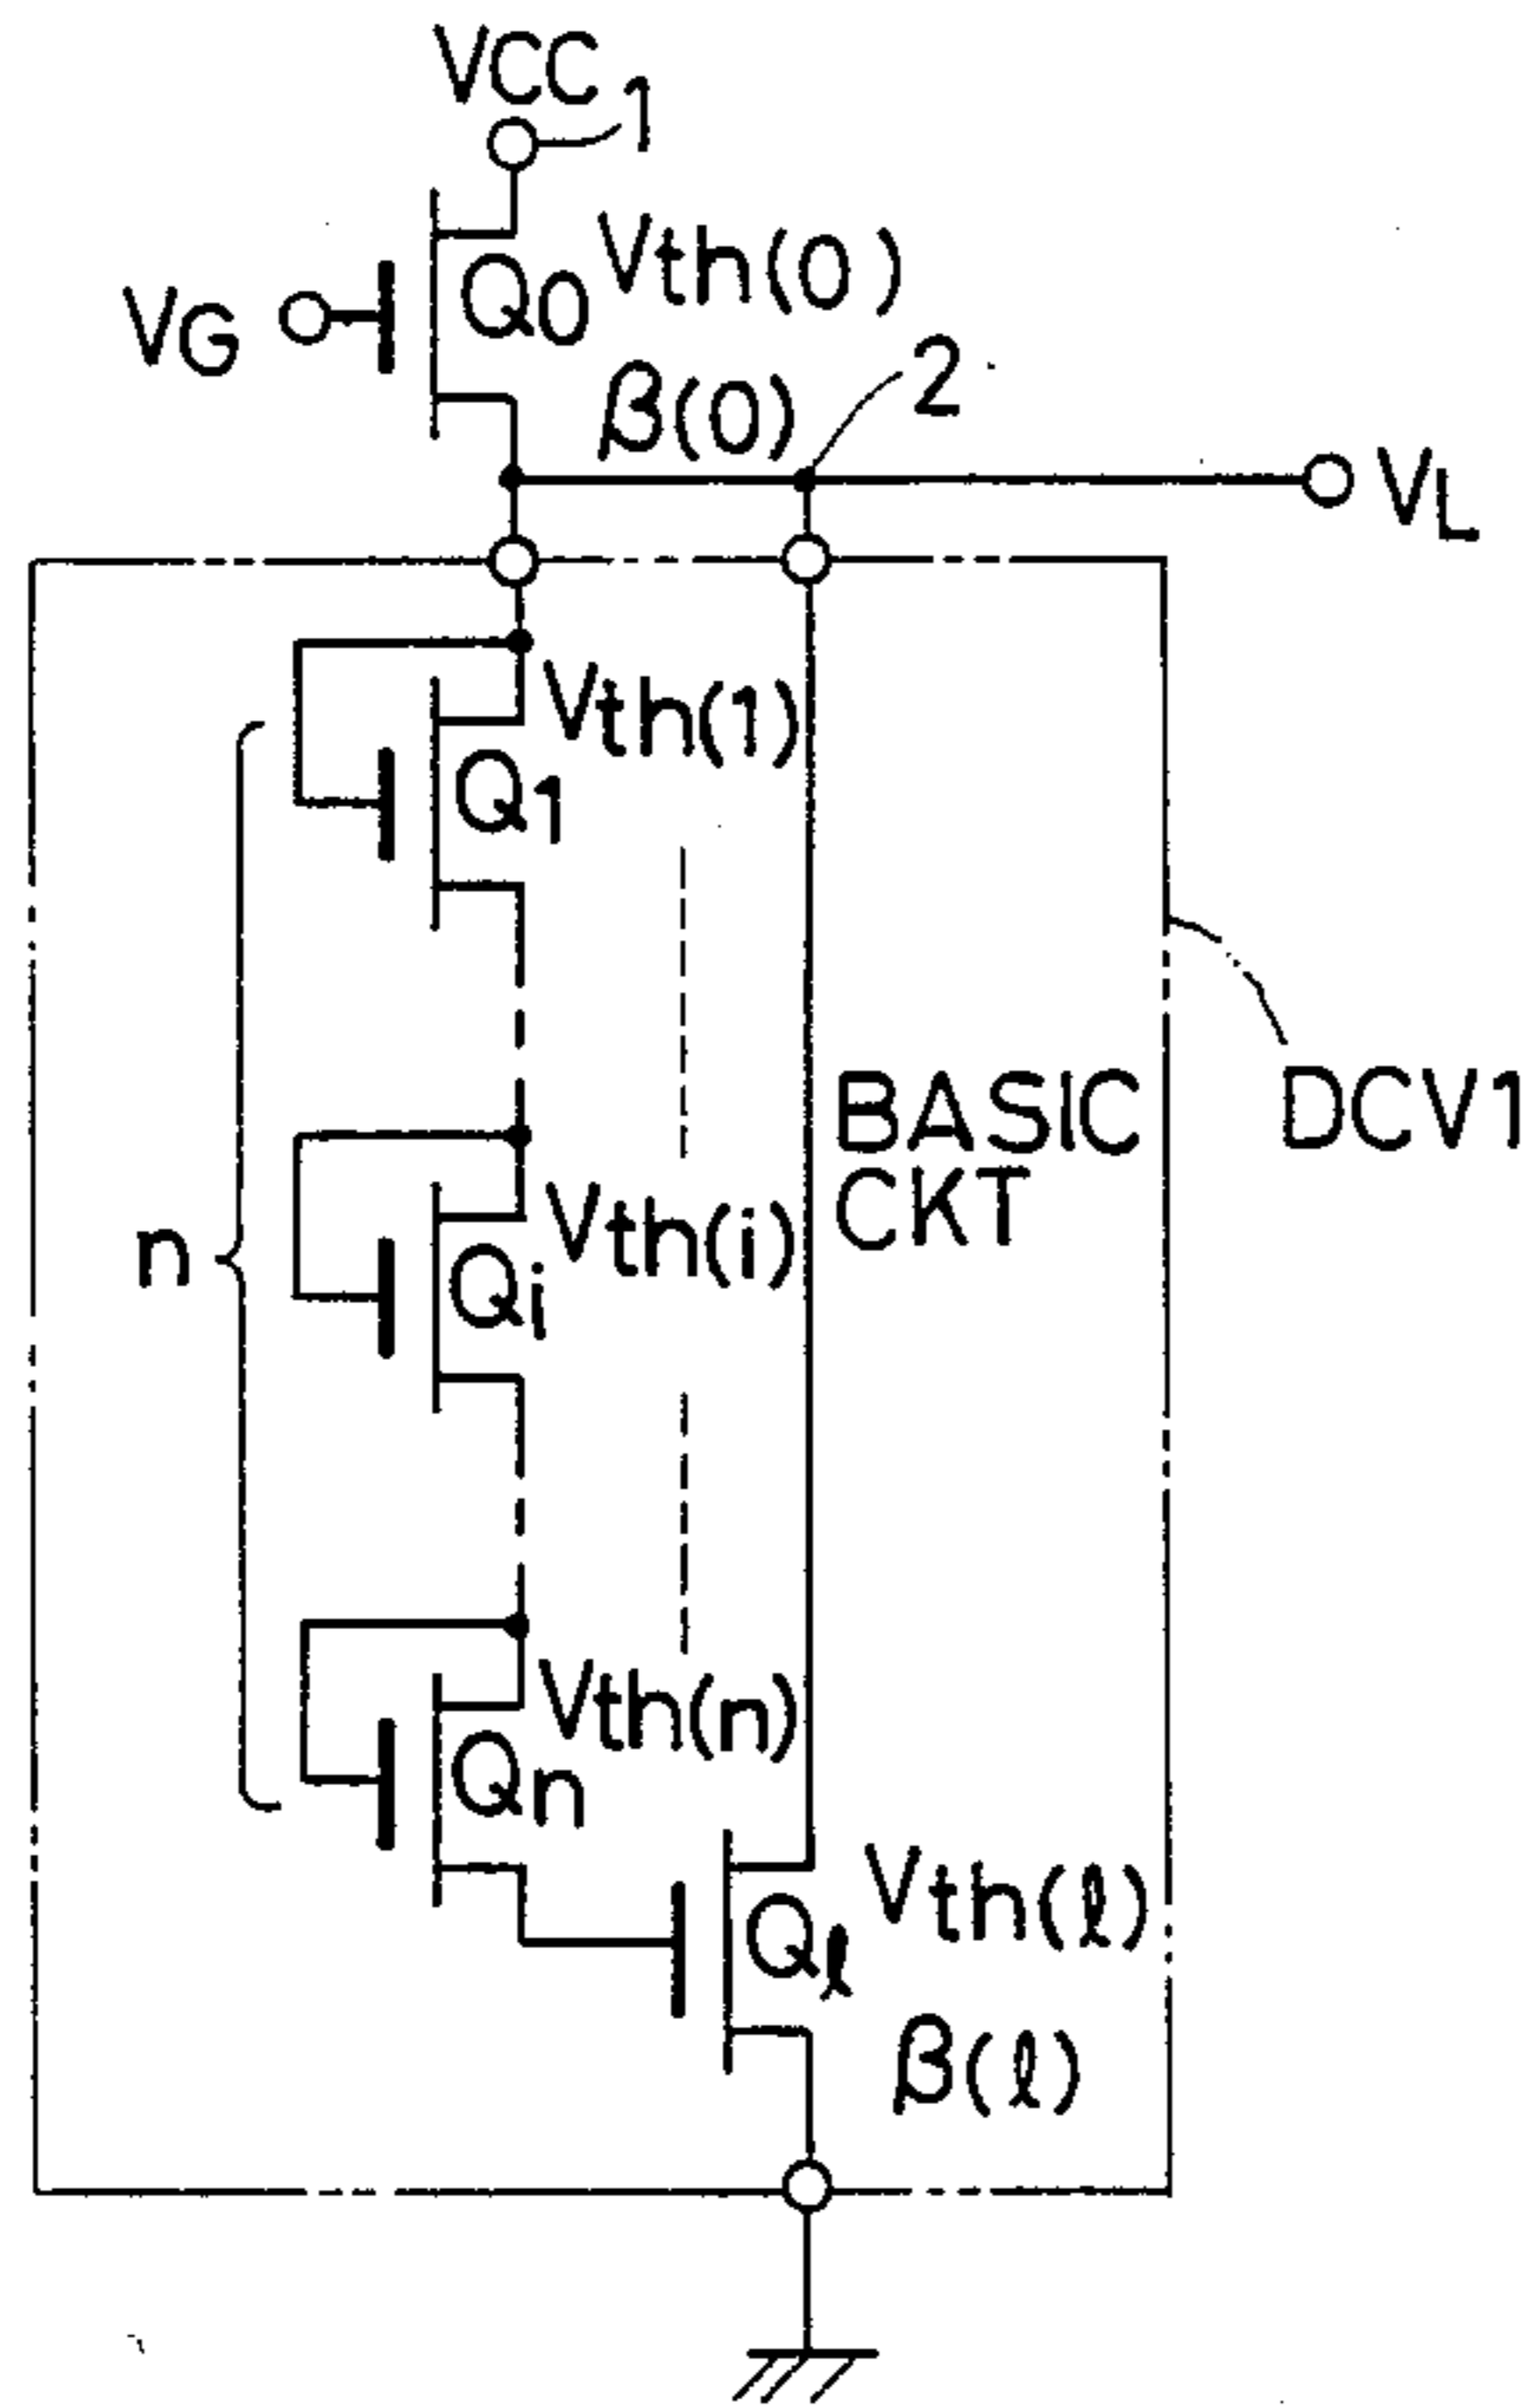 VCC
1
Vth(0)
Q0
VG
2
β(0)
VL
Vth(1)
Q1
BASIC
CKT
DCV1
n
Vth(i)
Qi
Vth(n)
Qn
Vth(ℓ)
Qℓ
β(ℓ)